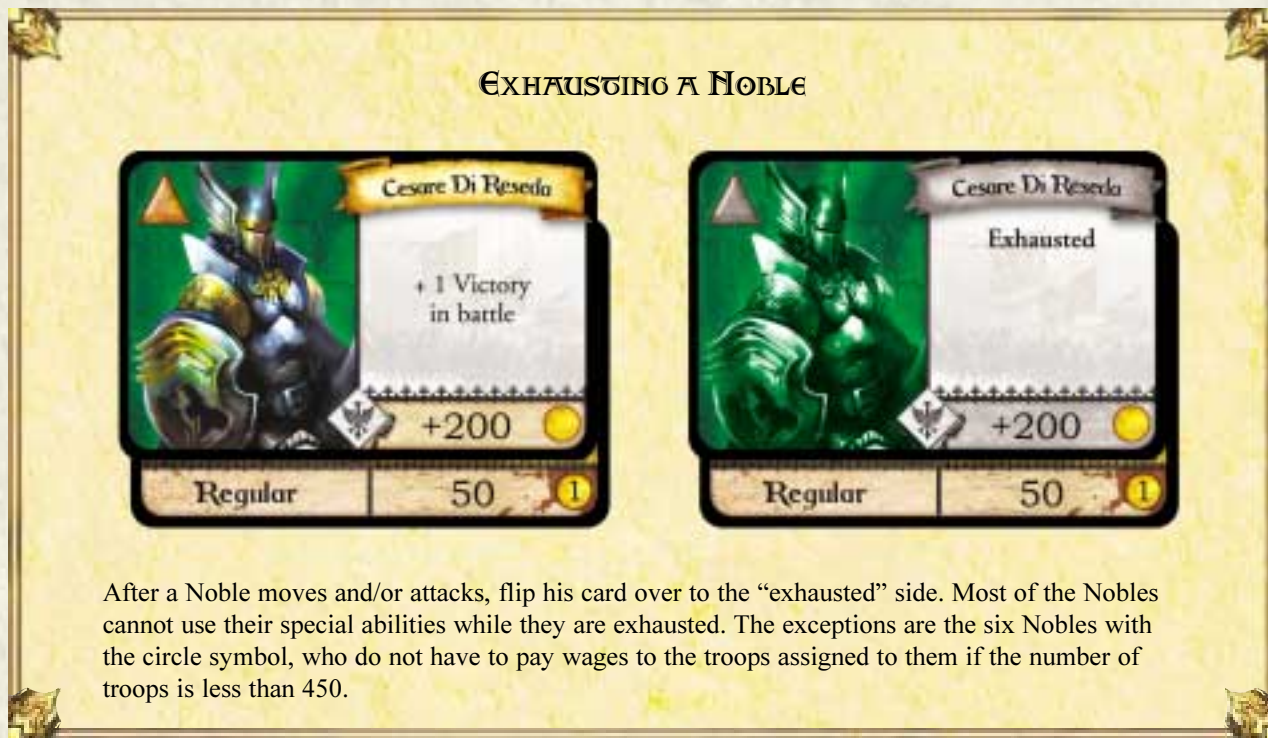 Exhausting a Noble
Cesare Di Reseda
+ 1 Victory
in battle
+200
Regular
50
1
Cesare Di Reseda
Exhausted
+200
Regular
50
1
After a Noble moves and/or attacks, flip his card over to the “exhausted” side. Most of the Nobles
cannot use their special abilities while they are exhausted. The exceptions are the six Nobles with
the circle symbol, who do not have to pay wages to the troops assigned to them if the number of
troops is less than 450.